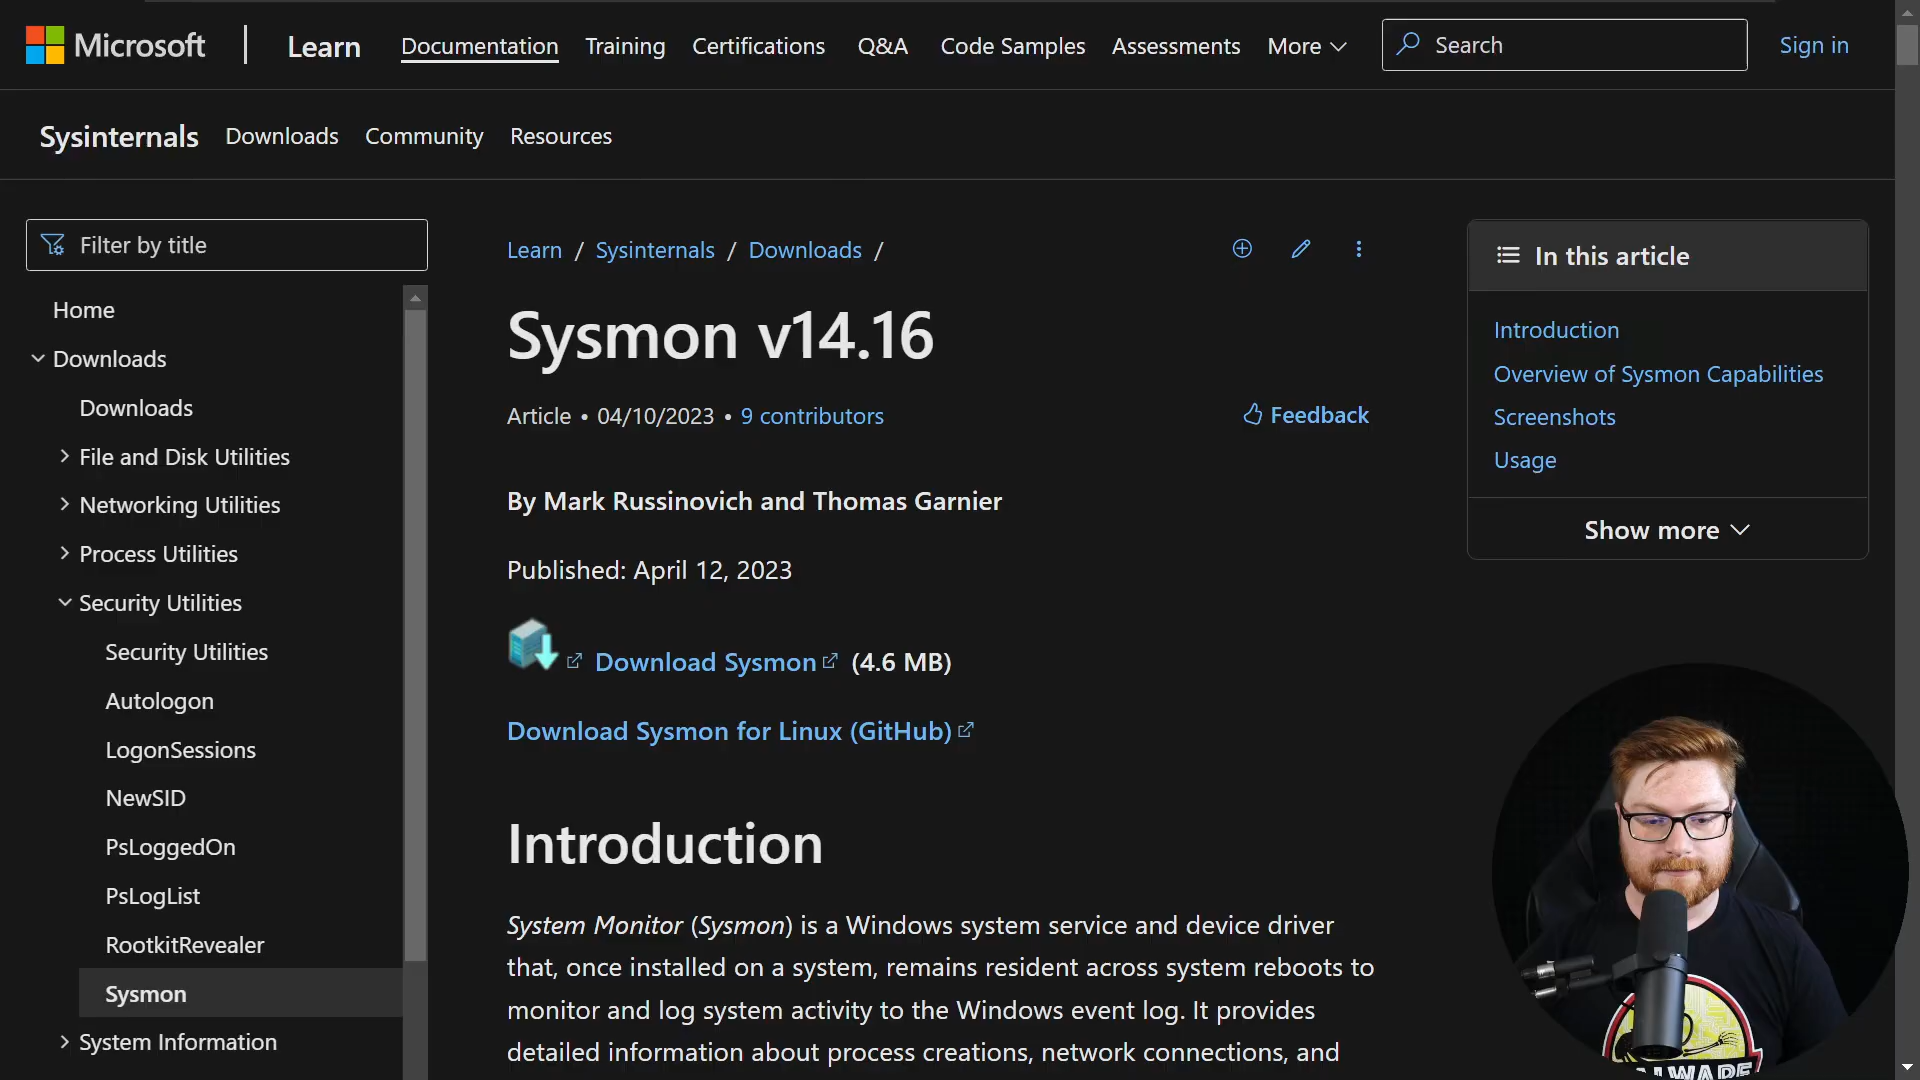 Microsoft
Learn
Documentation
Training
Certifications
Q&A
Code Samples
Assessments
More
Search
Sign in
Sysinternals
Downloads
Community
Resources
Filter by title
Home
Downloads
Downloads
File and Disk Utilities
Networking Utilities
Process Utilities
Security Utilities
Security Utilities
Autologon
LogonSessions
NewSID
PsLoggedOn
PsLogList
RootkitRevealer
Sysmon
System Information
Learn / Sysinternals / Downloads /
Sysmon v14.16
Article • 04/10/2023 • 9 contributors
Feedback
By Mark Russinovich and Thomas Garnier
Published: April 12, 2023
Download Sysmon (4.6 MB)
Download Sysmon for Linux (GitHub)
Introduction
System Monitor (Sysmon) is a Windows system service and device driver
that, once installed on a system, remains resident across system reboots to
monitor and log system activity to the Windows event log. It provides
detailed information about process creations, network connections, and
In this article
Introduction
Overview of Sysmon Capabilities
Screenshots
Usage
Show more